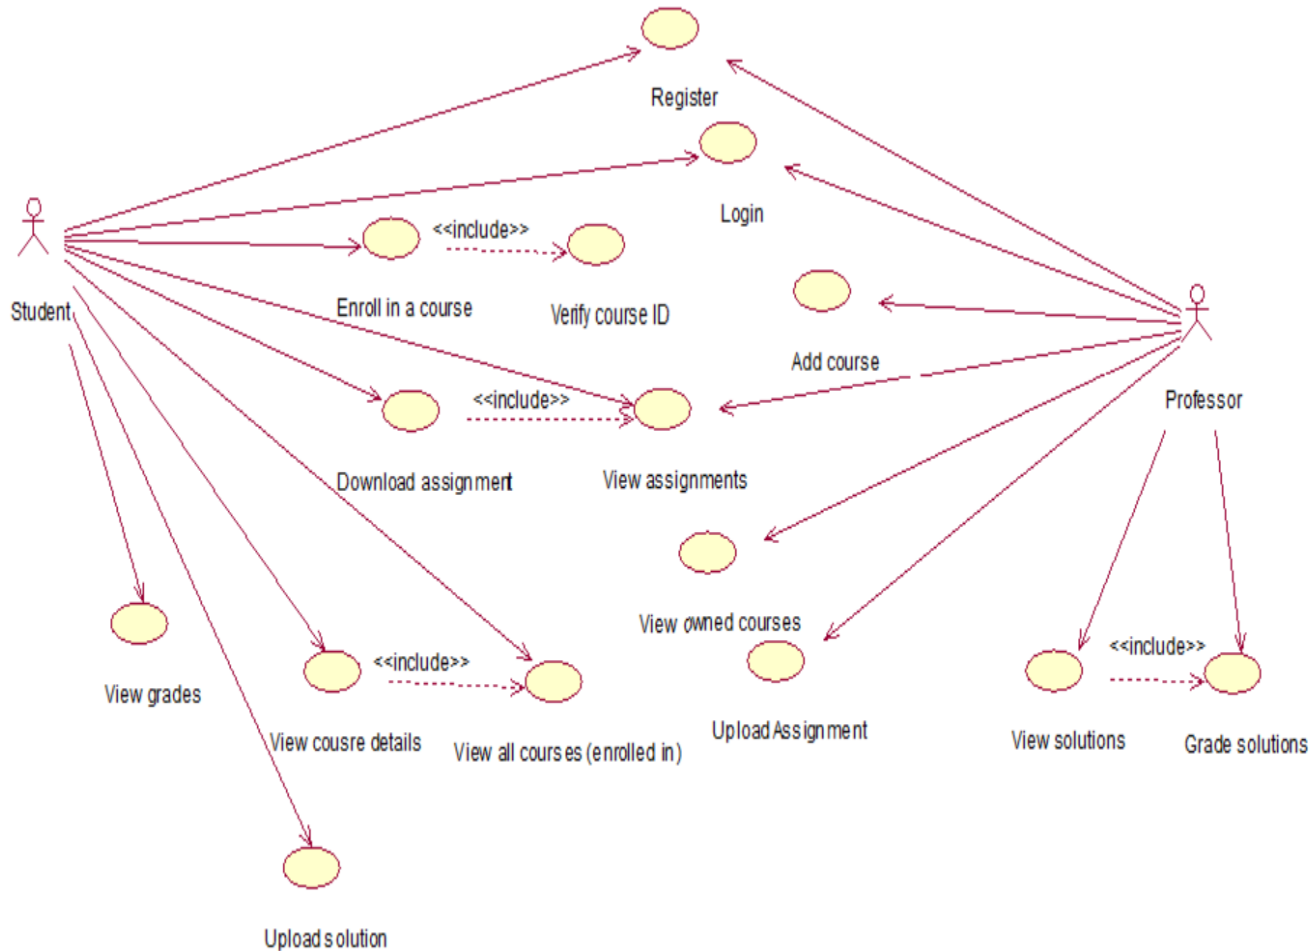 Register
Login
<<include>>
Student
Enroll in a course
Verify course ID
Add course
<<include>>
Professor
Download assignment
View assignments
View owned courses
<<include>>
<<include>>
View grades
View cousre details
View all courses (enrolled in)
Upload Assignment
View solutions
Grade solutions
Upload solution